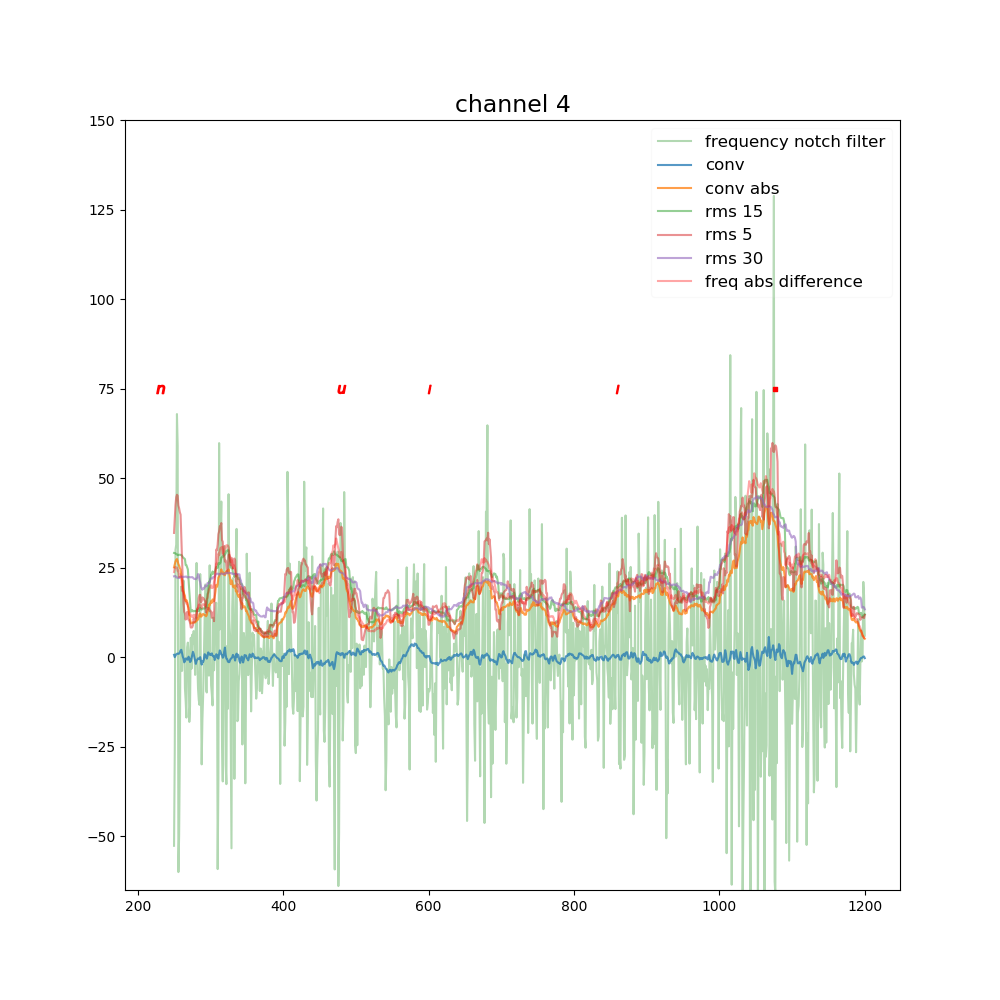 channel 4
150
125
100
75
50
25
0
−25
−50
frequency notch filter
conv
conv abs
rms 15
rms 5
rms 30
freq abs difference
n u l l
200 400 600 800 1000 1200